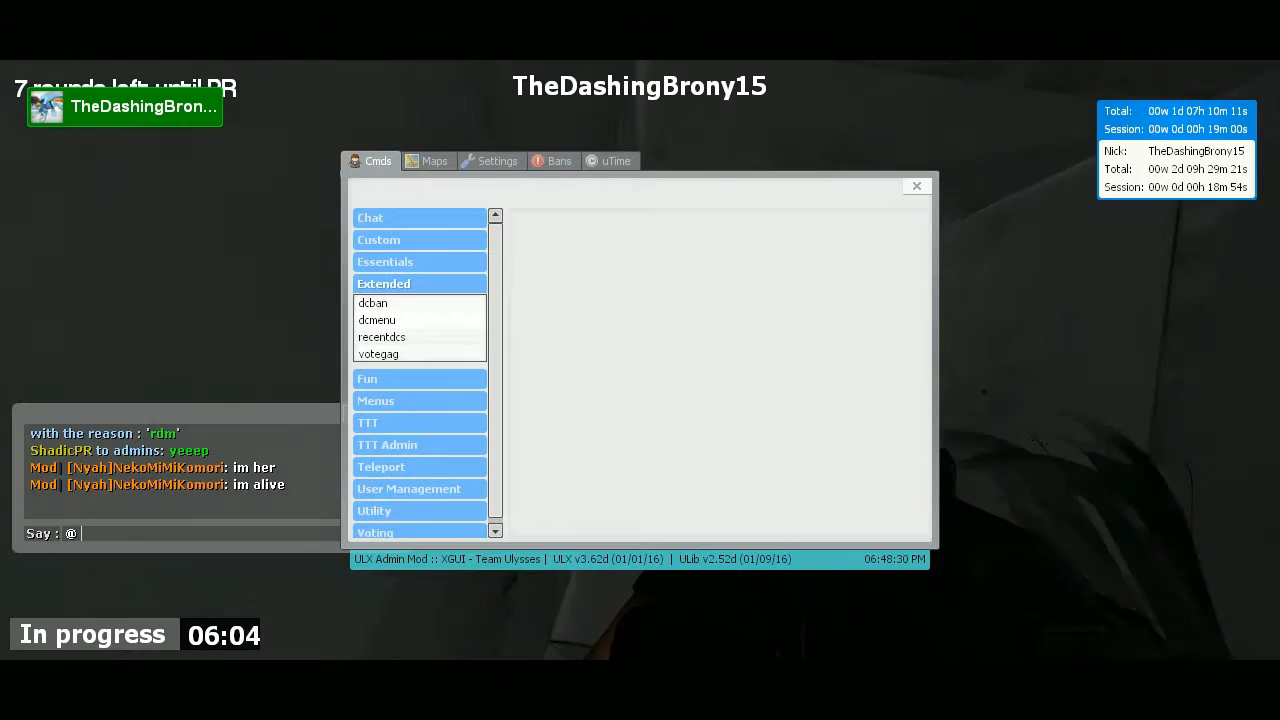 7 rounds left until PR
TheDashingBron...
TheDashingBrony15
Total: 00w 1d 07h 10m 11s
Session: 00w 0d 00h 19m 00s
Nick: TheDashingBrony15
Total: 00w 2d 09h 29m 21s
Session: 00w 0d 00h 18m 54s
Cmds Maps Settings Bans uTime
Chat
Custom
Essentials
Extended
dcban
dcmenu
recentdcs
votegag
Fun
Menus
TTT
TTT Admin
Teleport
User Management
Utility
Voting
with the reason : 'rdm'
ShadicPR to admins: yeeep
Mod| [Nyah]NekoMiMiKomori: im her
Mod| [Nyah]NekoMiMiKomori: im alive
Say : @
ULX Admin Mod :: XGUI - Team Ulysses | ULX v3.62d (01/01/16) | ULib v2.52d (01/09/16) 06:48:30 PM
In progress 06:04